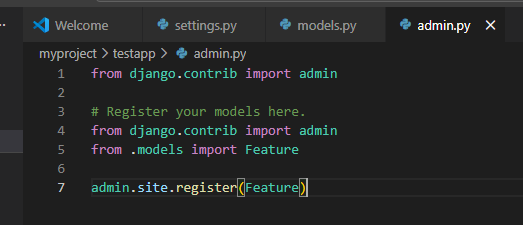 Welcome settings.py models.py admin.py
myproject > testapp > admin.py
1 from django.contrib import admin
2
3 # Register your models here.
4 from django.contrib import admin
5 from .models import Feature
6
7 admin.site.register(Feature)